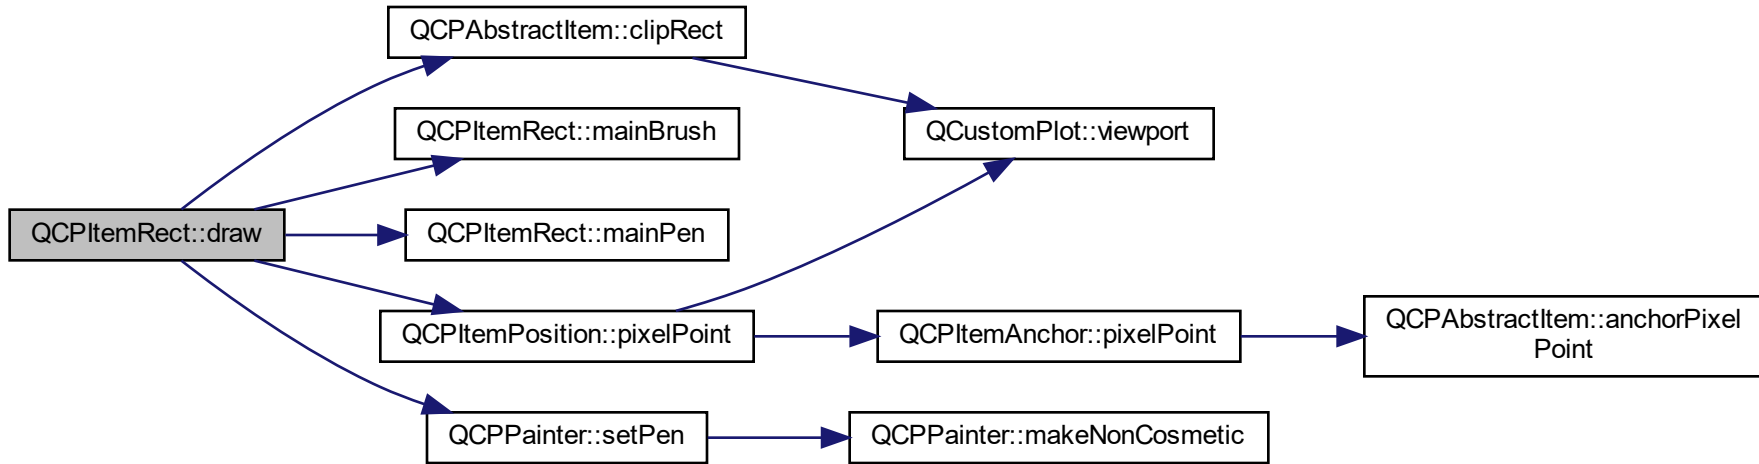 QCPAbstractItem::clipRect
QCPItemRect::mainBrush
QCustomPlot::viewport
QCPItemRect::draw
QCPItemRect::mainPen
QCPItemPosition::pixelPoint
QCPItemAnchor::pixelPoint
QCPAbstractItem::anchorPixel
Point
QCPPainter::setPen
QCPPainter::makeNonCosmetic